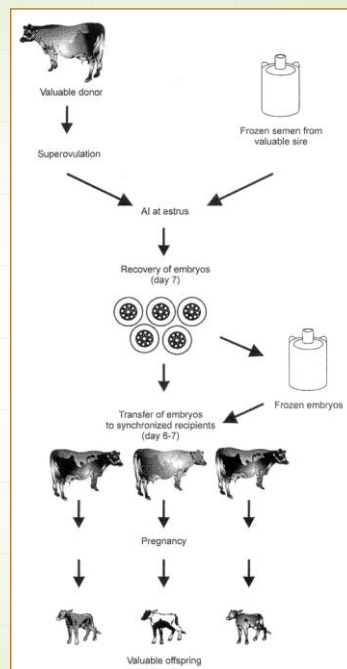 Valuable donor
Frozen semen from
valuable sire
Superovulation
AI at estrus
Recovery of embryos
(day 7)
Frozen embryos
Transfer of embryos
to synchronized recipients
(day 6-7)
Pregnancy
Valuable offspring